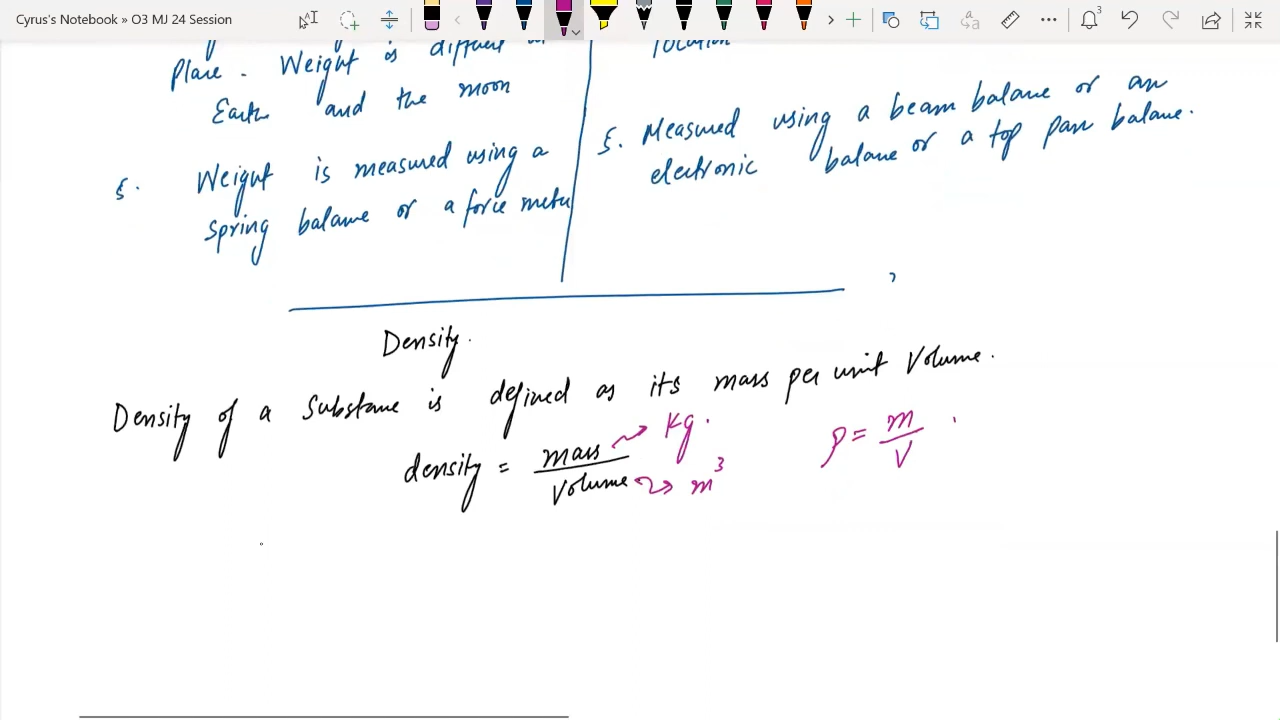 Cyrus's Notebook » O3 MJ 24 Session
3
Place. Weight is different
Earth and the moon
5. Weight is measured using a
spring balance or a force meter
location
5. Measured using a beam balance or an
electronic balance or a top pan balance.
Density.
Density of a substance is defined as its mass per unit Volume.
density = mass / Volume
kg.
m³
ρ = m / V